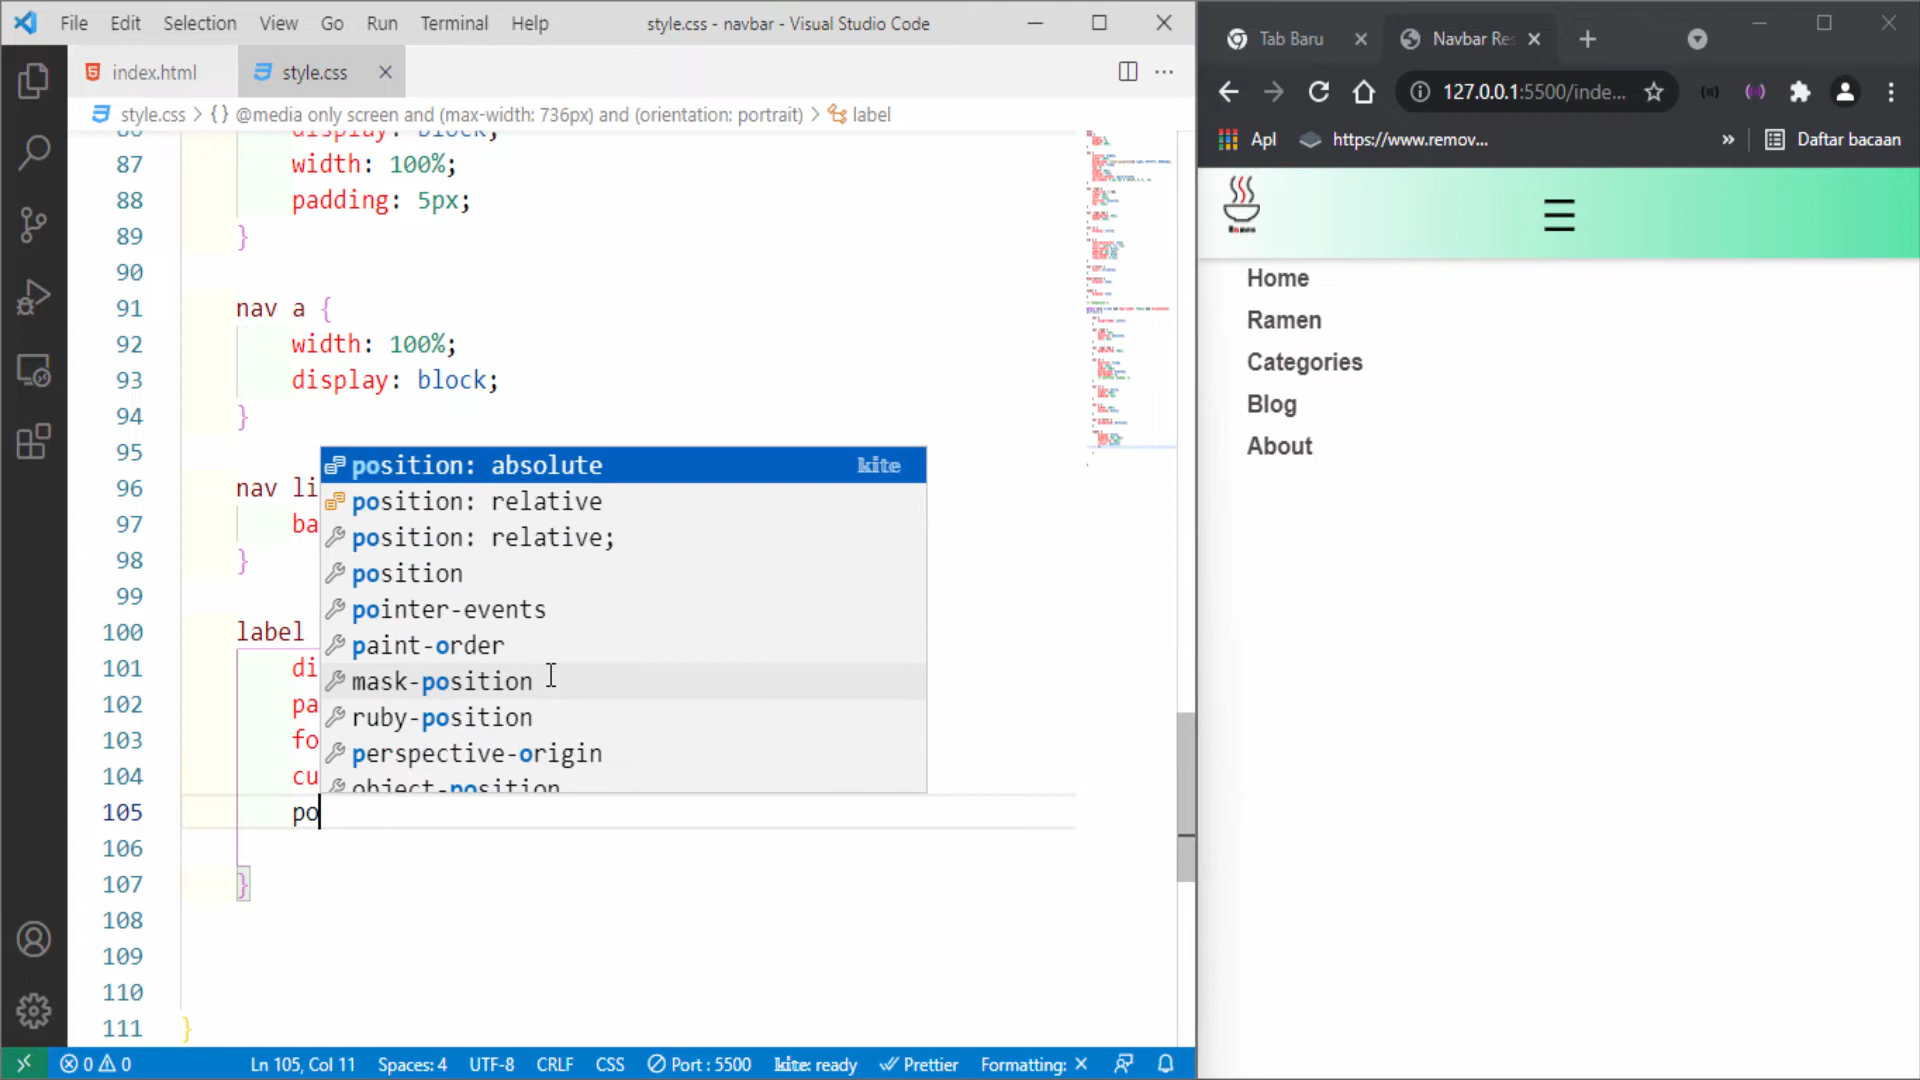 File Edit Selection View Go Run Terminal Help
style.css - navbar - Visual Studio Code
index.html
style.css
style.css > {} @media only screen and (max-width: 736px) and (orientation: portrait) > label
86 display: block;
87 width: 100%;
88 padding: 5px;
89 }
90
91 nav a {
92 width: 100%;
93 display: block;
94 }
95
96 nav li
97 ba
98 }
99
100 label
101 di
102 pa
103 fo
104 cu
105 po
106
107 }
108
109
110
111 }
position: absolute kite
position: relative
position: relative;
position
pointer-events
paint-order
mask-position
ruby-position
perspective-origin
object-position
0 0
Ln 105, Col 11
Spaces: 4
UTF-8
CRLF
CSS
Port : 5500
kite: ready
Prettier
Formatting: ×
Tab Baru
Navbar Res
127.0.0.1:5500/inde...
Apl
https://www.remov...
»
Daftar bacaan
Home
Ramen
Categories
Blog
About